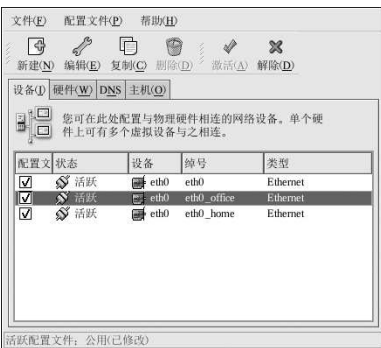 文件(F) 配置文件(P) 帮助(H)
新建(N) 编辑(E) 复制(C) 删除(D) 激活(A) 解除(D)
设备(I) 硬件(W) DNS 主机(O)
您可在此处配置与物理硬件相连的网络设备。单个硬
件上可有多个虚拟设备与之相连。
配置文 状态 设备 绰号 类型
活跃 eth0 eth0 Ethernet
活跃 eth0 eth0_office Ethernet
活跃 eth0 eth0_home Ethernet
活跃配置文件：公用(已修改)